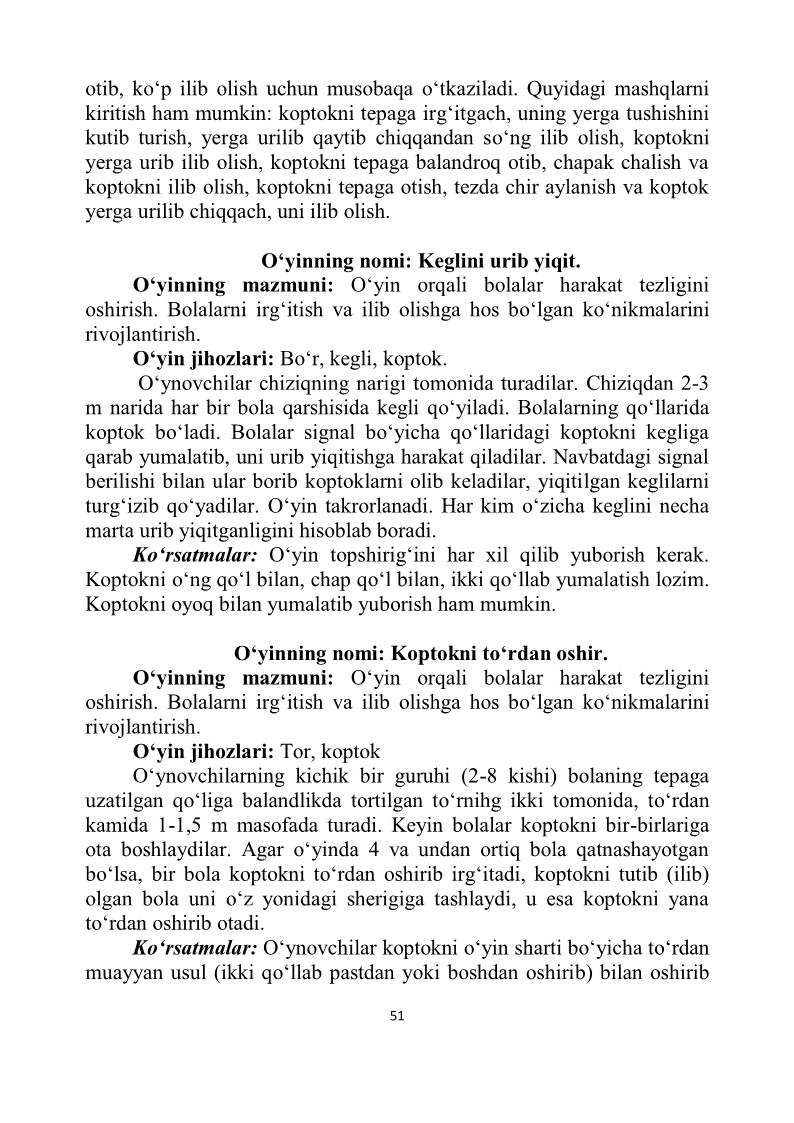 otib, ko‘p ilib olish uchun musobaqa o‘tkaziladi. Quyidagi mashqlarni
kiritish ham mumkin: koptokni tepaga irg‘itgach, uning yerga tushishini
kutib turish, yerga urilib qaytib chiqqandan so‘ng ilib olish, koptokni
yerga urib ilib olish, koptokni tepaga balandroq otib, chapak chalish va
koptokni ilib olish, koptokni tepaga otish, tezda chir aylanish va koptok
yerga urilib chiqqach, uni ilib olish.
O‘yinning nomi: Keglini urib yiqit.
O‘yinning mazmuni: O‘yin orqali bolalar harakat tezligini
oshirish. Bolalarni irg‘itish va ilib olishga hos bo‘lgan ko‘nikmalarini
rivojlantirish.
O‘yin jihozlari: Bo‘r, kegli, koptok.
O‘ynovchilar chiziqning narigi tomonida turadilar. Chiziqdan 2-3
m narida har bir bola qarshisida kegli qo‘yiladi. Bolalarning qo‘llarida
koptok bo‘ladi. Bolalar signal bo‘yicha qo‘llaridagi koptokni kegliga
qarab yumalatib, uni urib yiqitishga harakat qiladilar. Navbatdagi signal
berilishi bilan ular borib koptoklarni olib keladilar, yiqitilgan keglilarni
turg‘izib qo‘yadilar. O‘yin takrorlanadi. Har kim o‘zicha keglini necha
marta urib yiqitganligini hisoblab boradi.
Ko‘rsatmalar: O‘yin topshirig‘ini har xil qilib yuborish kerak.
Koptokni o‘ng qo‘l bilan, chap qo‘l bilan, ikki qo‘llab yumalatish lozim.
Koptokni oyoq bilan yumalatib yuborish ham mumkin.
O‘yinning nomi: Koptokni to‘rdan oshir.
O‘yinning mazmuni: O‘yin orqali bolalar harakat tezligini
oshirish. Bolalarni irg‘itish va ilib olishga hos bo‘lgan ko‘nikmalarini
rivojlantirish.
O‘yin jihozlari: Tor, koptok
O‘ynovchilarning kichik bir guruhi (2-8 kishi) bolaning tepaga
uzatilgan qo‘liga balandlikda tortilgan to‘rnihg ikki tomonida, to‘rdan
kamida 1-1,5 m masofada turadi. Keyin bolalar koptokni bir-birlariga
ota boshlaydilar. Agar o‘yinda 4 va undan ortiq bola qatnashayotgan
bo‘lsa, bir bola koptokni to‘rdan oshirib irg‘itadi, koptokni tutib (ilib)
olgan bola uni o‘z yonidagi sherigiga tashlaydi, u esa koptokni yana
to‘rdan oshirib otadi.
Ko‘rsatmalar: O‘ynovchilar koptokni o‘yin sharti bo‘yicha to‘rdan
muayyan usul (ikki qo‘llab pastdan yoki boshdan oshirib) bilan oshirib
51